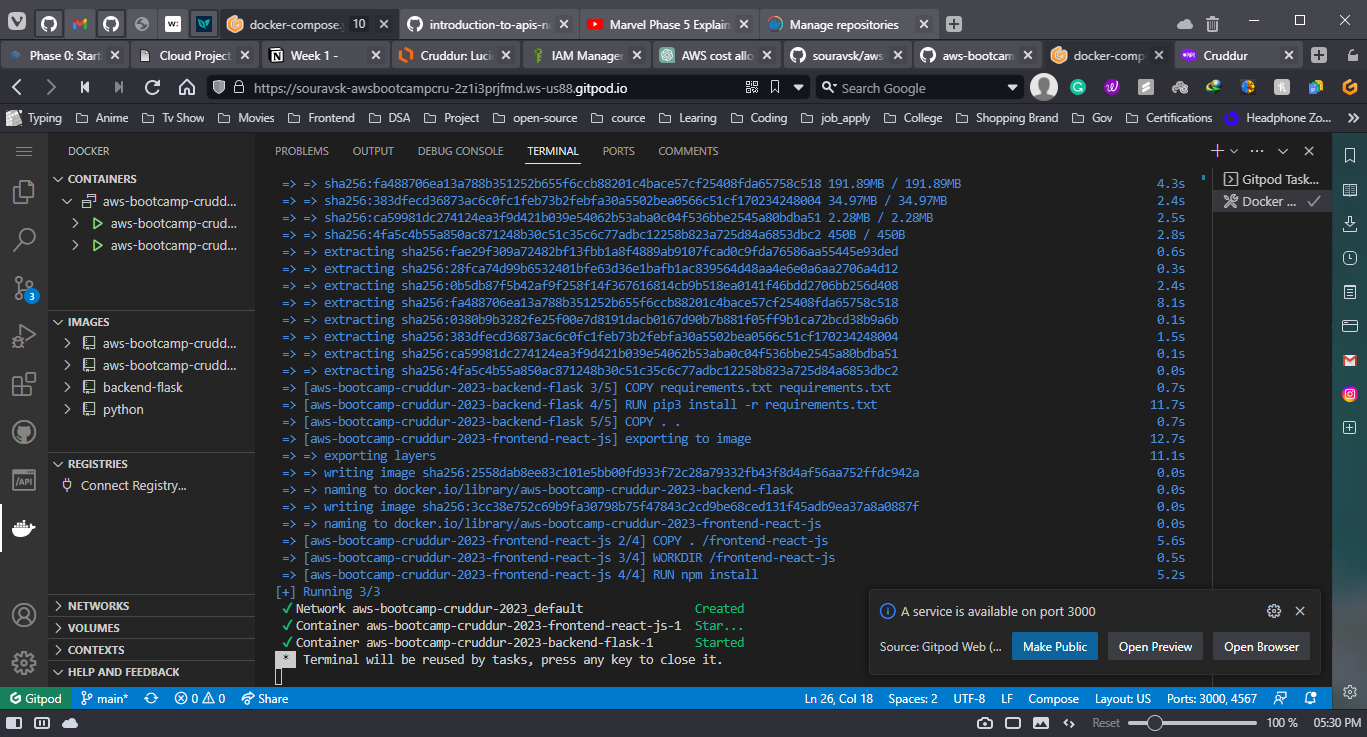 docker-compose.y 10
introduction-to-apis-n
Marvel Phase 5 Explain
Manage repositories
Phase 0: Start
Cloud Project
Week 1 -
Cruddur: Luci
IAM Manager
AWS cost allo
souravsk/aws
aws-bootcam
docker-comp
Cruddur
https://souravsk-awsbootcampcru-2z1i3prjfmd.ws-us88.gitpod.io
Search Google
Typing Anime Tv Show Movies Frontend DSA Project open-source cource Learing Coding job_apply College Shopping Brand Gov Certifications Headphone Zo...
DOCKER
PROBLEMS OUTPUT DEBUG CONSOLE TERMINAL PORTS COMMENTS
CONTAINERS
aws-bootcamp-crudd...
aws-bootcamp-crud...
aws-bootcamp-crud...
IMAGES
aws-bootcamp-crudd...
aws-bootcamp-crudd...
backend-flask
python
REGISTRIES
Connect Registry...
NETWORKS
VOLUMES
CONTEXTS
HELP AND FEEDBACK
3
=> => sha256:fa488706ea13a788b351252b655f6ccb88201c4bace57cf25408fda65758c518 191.89MB / 191.89MB 4.3s
=> => sha256:383dfecd36873ac6c0fc1feb73b2febfa30a5502bea0566c51cf170234248004 34.97MB / 34.97MB 2.4s
=> => sha256:ca59981dc274124ea3f9d421b039e54062b53aba0c04f536bbe2545a80bdba51 2.28MB / 2.28MB 2.5s
=> => sha256:4fa5c4b55a850ac871248b30c51c35c6c77adbc12258b823a725d84a6853dbc2 450B / 450B 2.8s
=> => extracting sha256:fae29f309a72482bf13fbb1a8f4889ab9107fcad0c9fda76586aa55445e93ded 0.6s
=> => extracting sha256:28fca74d99b6532401bfe63d36e1bafb1ac839564d48aa4e6e0a6aa2706a4d12 0.3s
=> => extracting sha256:0b5db87f5b42af9f258f14f367616814cb9b518ea0141f46bdd2706bb256d408 2.4s
=> => extracting sha256:fa488706ea13a788b351252b655f6ccb88201c4bace57cf25408fda65758c518 8.1s
=> => extracting sha256:0380b9b3282fe25f00e7d8191dacb0167d90b7b881f05ff9b1ca72bcd38b9a6b 0.1s
=> => extracting sha256:383dfecd36873ac6c0fc1feb73b2febfa30a5502bea0566c51cf170234248004 1.5s
=> => extracting sha256:ca59981dc274124ea3f9d421b039e54062b53aba0c04f536bbe2545a80bdba51 0.1s
=> => extracting sha256:4fa5c4b55a850ac871248b30c51c35c6c77adbc12258b823a725d84a6853dbc2 0.0s
=> [aws-bootcamp-cruddur-2023-backend-flask 3/5] COPY requirements.txt requirements.txt 0.7s
=> [aws-bootcamp-cruddur-2023-backend-flask 4/5] RUN pip3 install -r requirements.txt 11.7s
=> [aws-bootcamp-cruddur-2023-backend-flask 5/5] COPY . . 0.7s
=> [aws-bootcamp-cruddur-2023-frontend-react-js] exporting to image 12.7s
=> => exporting layers 11.1s
=> => writing image sha256:2558dab8ee83c101e5bb00fd933f72c28a79332fb43f8d4af56aa752ffdc942a 0.0s
=> => naming to docker.io/library/aws-bootcamp-cruddur-2023-backend-flask 0.0s
=> => writing image sha256:3cc38e752c69b9fa30798b75f47843c2cd9be68ced131f45adb9ea37a8a0887f 0.0s
=> => naming to docker.io/library/aws-bootcamp-cruddur-2023-frontend-react-js 0.0s
=> [aws-bootcamp-cruddur-2023-frontend-react-js 2/4] COPY . /frontend-react-js 5.6s
=> [aws-bootcamp-cruddur-2023-frontend-react-js 3/4] WORKDIR /frontend-react-js 0.5s
=> [aws-bootcamp-cruddur-2023-frontend-react-js 4/4] RUN npm install 5.2s
[+] Running 3/3
✓ Network aws-bootcamp-cruddur-2023_default Created
✓ Container aws-bootcamp-cruddur-2023-frontend-react-js-1 Star...
✓ Container aws-bootcamp-cruddur-2023-backend-flask-1 Started
* Terminal will be reused by tasks, press any key to close it.
Gitpod Task...
Docker ...
A service is available on port 3000
Source: Gitpod Web (...
Make Public
Open Preview
Open Browser
Gitpod main* 0 0 Share
Ln 26, Col 18 Spaces: 2 UTF-8 LF Compose Layout: US Ports: 3000, 4567
Reset 100 % 05:30 PM